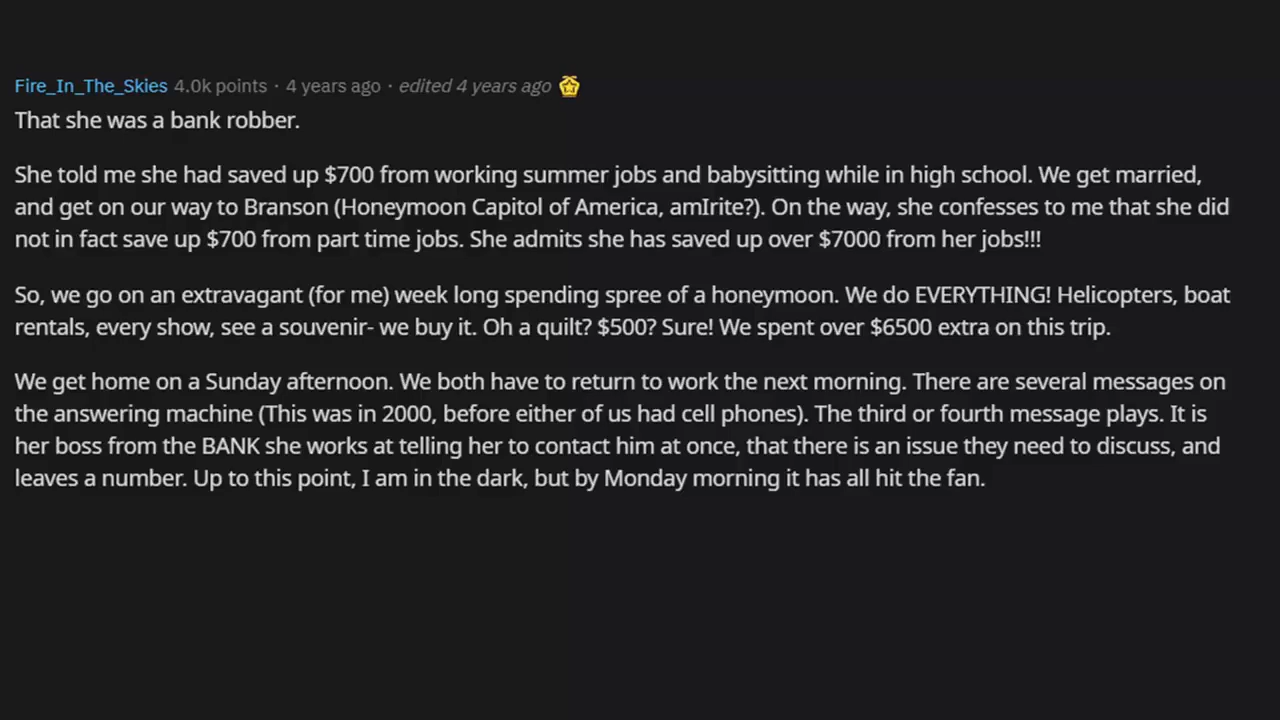 Fire_In_The_Skies 4.0k points · 4 years ago · edited 4 years ago
That she was a bank robber.
She told me she had saved up $700 from working summer jobs and babysitting while in high school. We get married,
and get on our way to Branson (Honeymoon Capitol of America, amIrite?). On the way, she confesses to me that she did
not in fact save up $700 from part time jobs. She admits she has saved up over $7000 from her jobs!!!
So, we go on an extravagant (for me) week long spending spree of a honeymoon. We do EVERYTHING! Helicopters, boat
rentals, every show, see a souvenir- we buy it. Oh a quilt? $500? Sure! We spent over $6500 extra on this trip.
We get home on a Sunday afternoon. We both have to return to work the next morning. There are several messages on
the answering machine (This was in 2000, before either of us had cell phones). The third or fourth message plays. It is
her boss from the BANK she works at telling her to contact him at once, that there is an issue they need to discuss, and
leaves a number. Up to this point, I am in the dark, but by Monday morning it has all hit the fan.